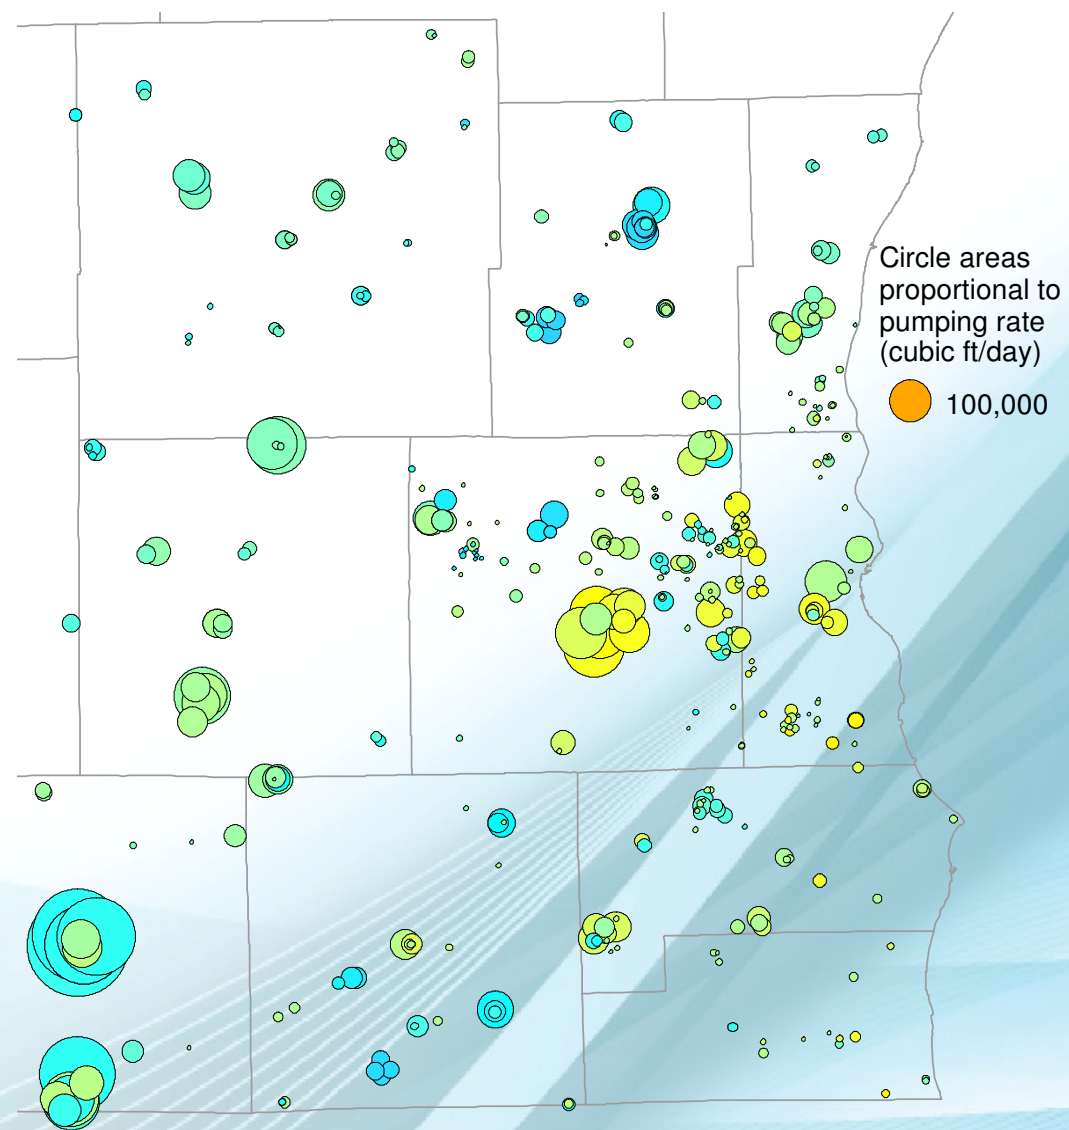 Circle areas
proportional to
pumping rate
(cubic ft/day)
100,000